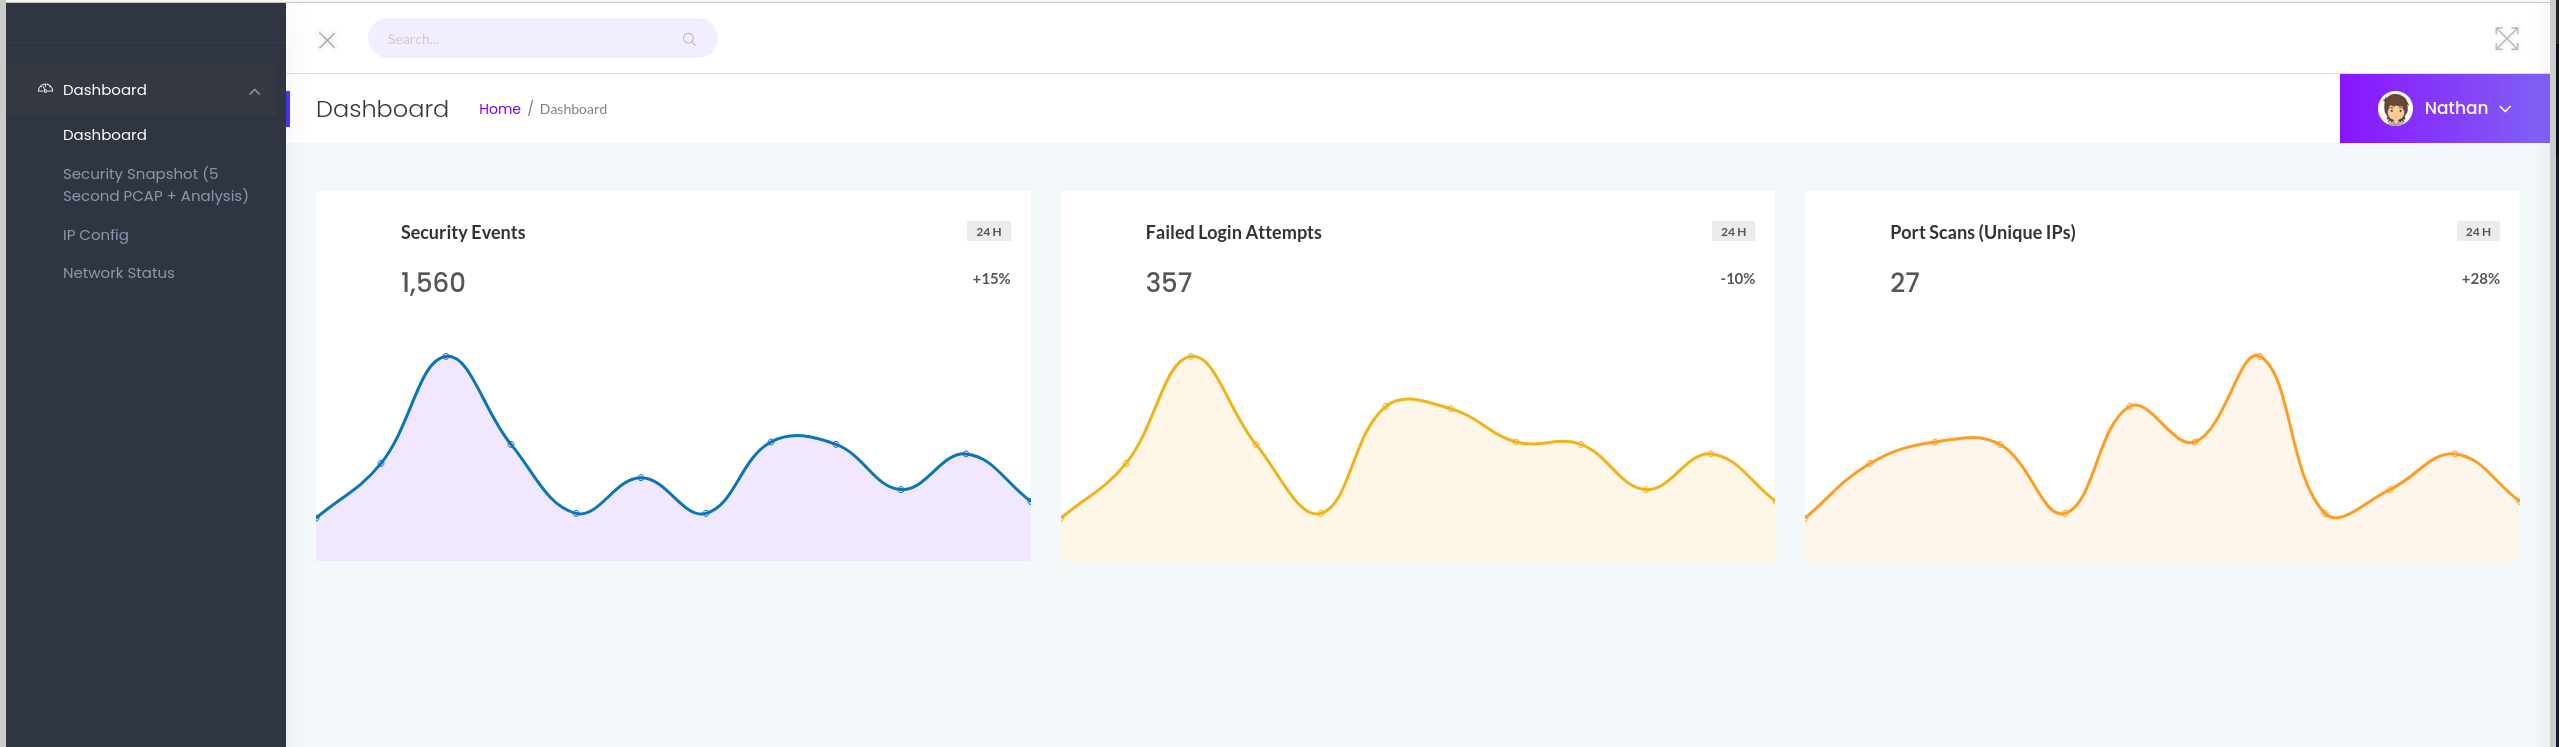 Search...
Dashboard
Dashboard
Security Snapshot (5
Second PCAP + Analysis)
IP Config
Network Status
Dashboard
Home / Dashboard
Nathan
Security Events
24 H
1,560
+15%
Failed Login Attempts
24 H
357
-10%
Port Scans (Unique IPs)
24 H
27
+28%